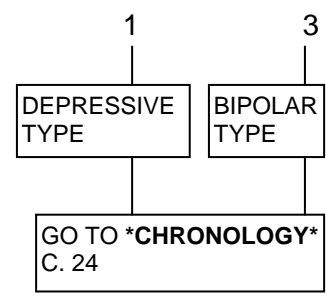 1 3
DEPRESSIVE
TYPE
BIPOLAR
TYPE
GO TO *CHRONOLOGY*
C. 24